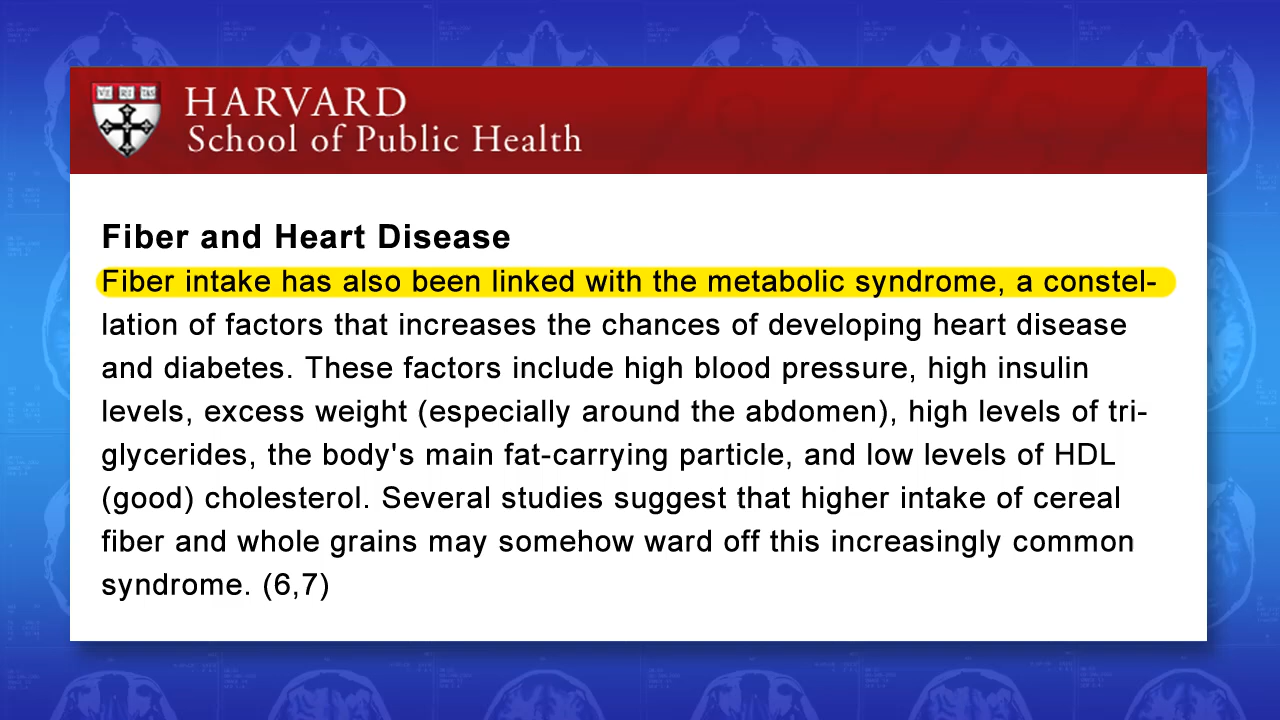 HARVARD
School of Public Health
Fiber and Heart Disease
Fiber intake has also been linked with the metabolic syndrome, a constel-
lation of factors that increases the chances of developing heart disease
and diabetes. These factors include high blood pressure, high insulin
levels, excess weight (especially around the abdomen), high levels of tri-
glycerides, the body's main fat-carrying particle, and low levels of HDL
(good) cholesterol. Several studies suggest that higher intake of cereal
fiber and whole grains may somehow ward off this increasingly common
syndrome. (6,7)